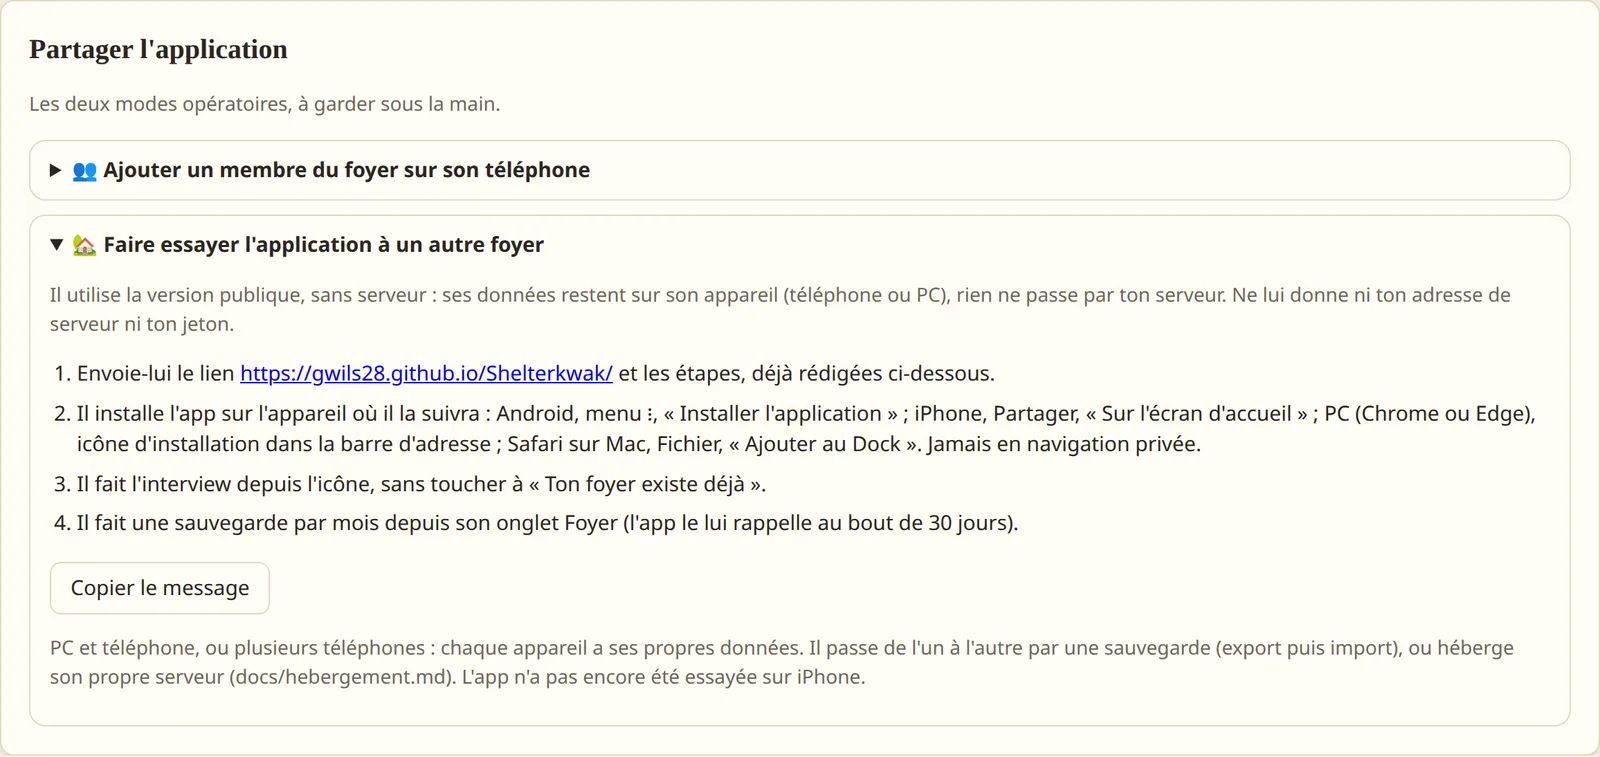 Partager l'application
Les deux modes opératoires, à garder sous la main.
▶ 👥 Ajouter un membre du foyer sur son téléphone
▼ 🏡 Faire essayer l'application à un autre foyer
Il utilise la version publique, sans serveur : ses données restent sur son appareil (téléphone ou PC), rien ne passe par ton serveur. Ne lui donne ni ton adresse de
serveur ni ton jeton.
1. Envoie-lui le lien https://gwils28.github.io/Shelterkwak/ et les étapes, déjà rédigées ci-dessous.
2. Il installe l'app sur l'appareil où il la suivra : Android, menu ⋮, « Installer l'application » ; iPhone, Partager, « Sur l'écran d'accueil » ; PC (Chrome ou Edge),
icône d'installation dans la barre d'adresse ; Safari sur Mac, Fichier, « Ajouter au Dock ». Jamais en navigation privée.
3. Il fait l'interview depuis l'icône, sans toucher à « Ton foyer existe déjà ».
4. Il fait une sauvegarde par mois depuis son onglet Foyer (l'app le lui rappelle au bout de 30 jours).
Copier le message
PC et téléphone, ou plusieurs téléphones : chaque appareil a ses propres données. Il passe de l'un à l'autre par une sauvegarde (export puis import), ou héberge
son propre serveur (docs/hebergement.md). L'app n'a pas encore été essayée sur iPhone.